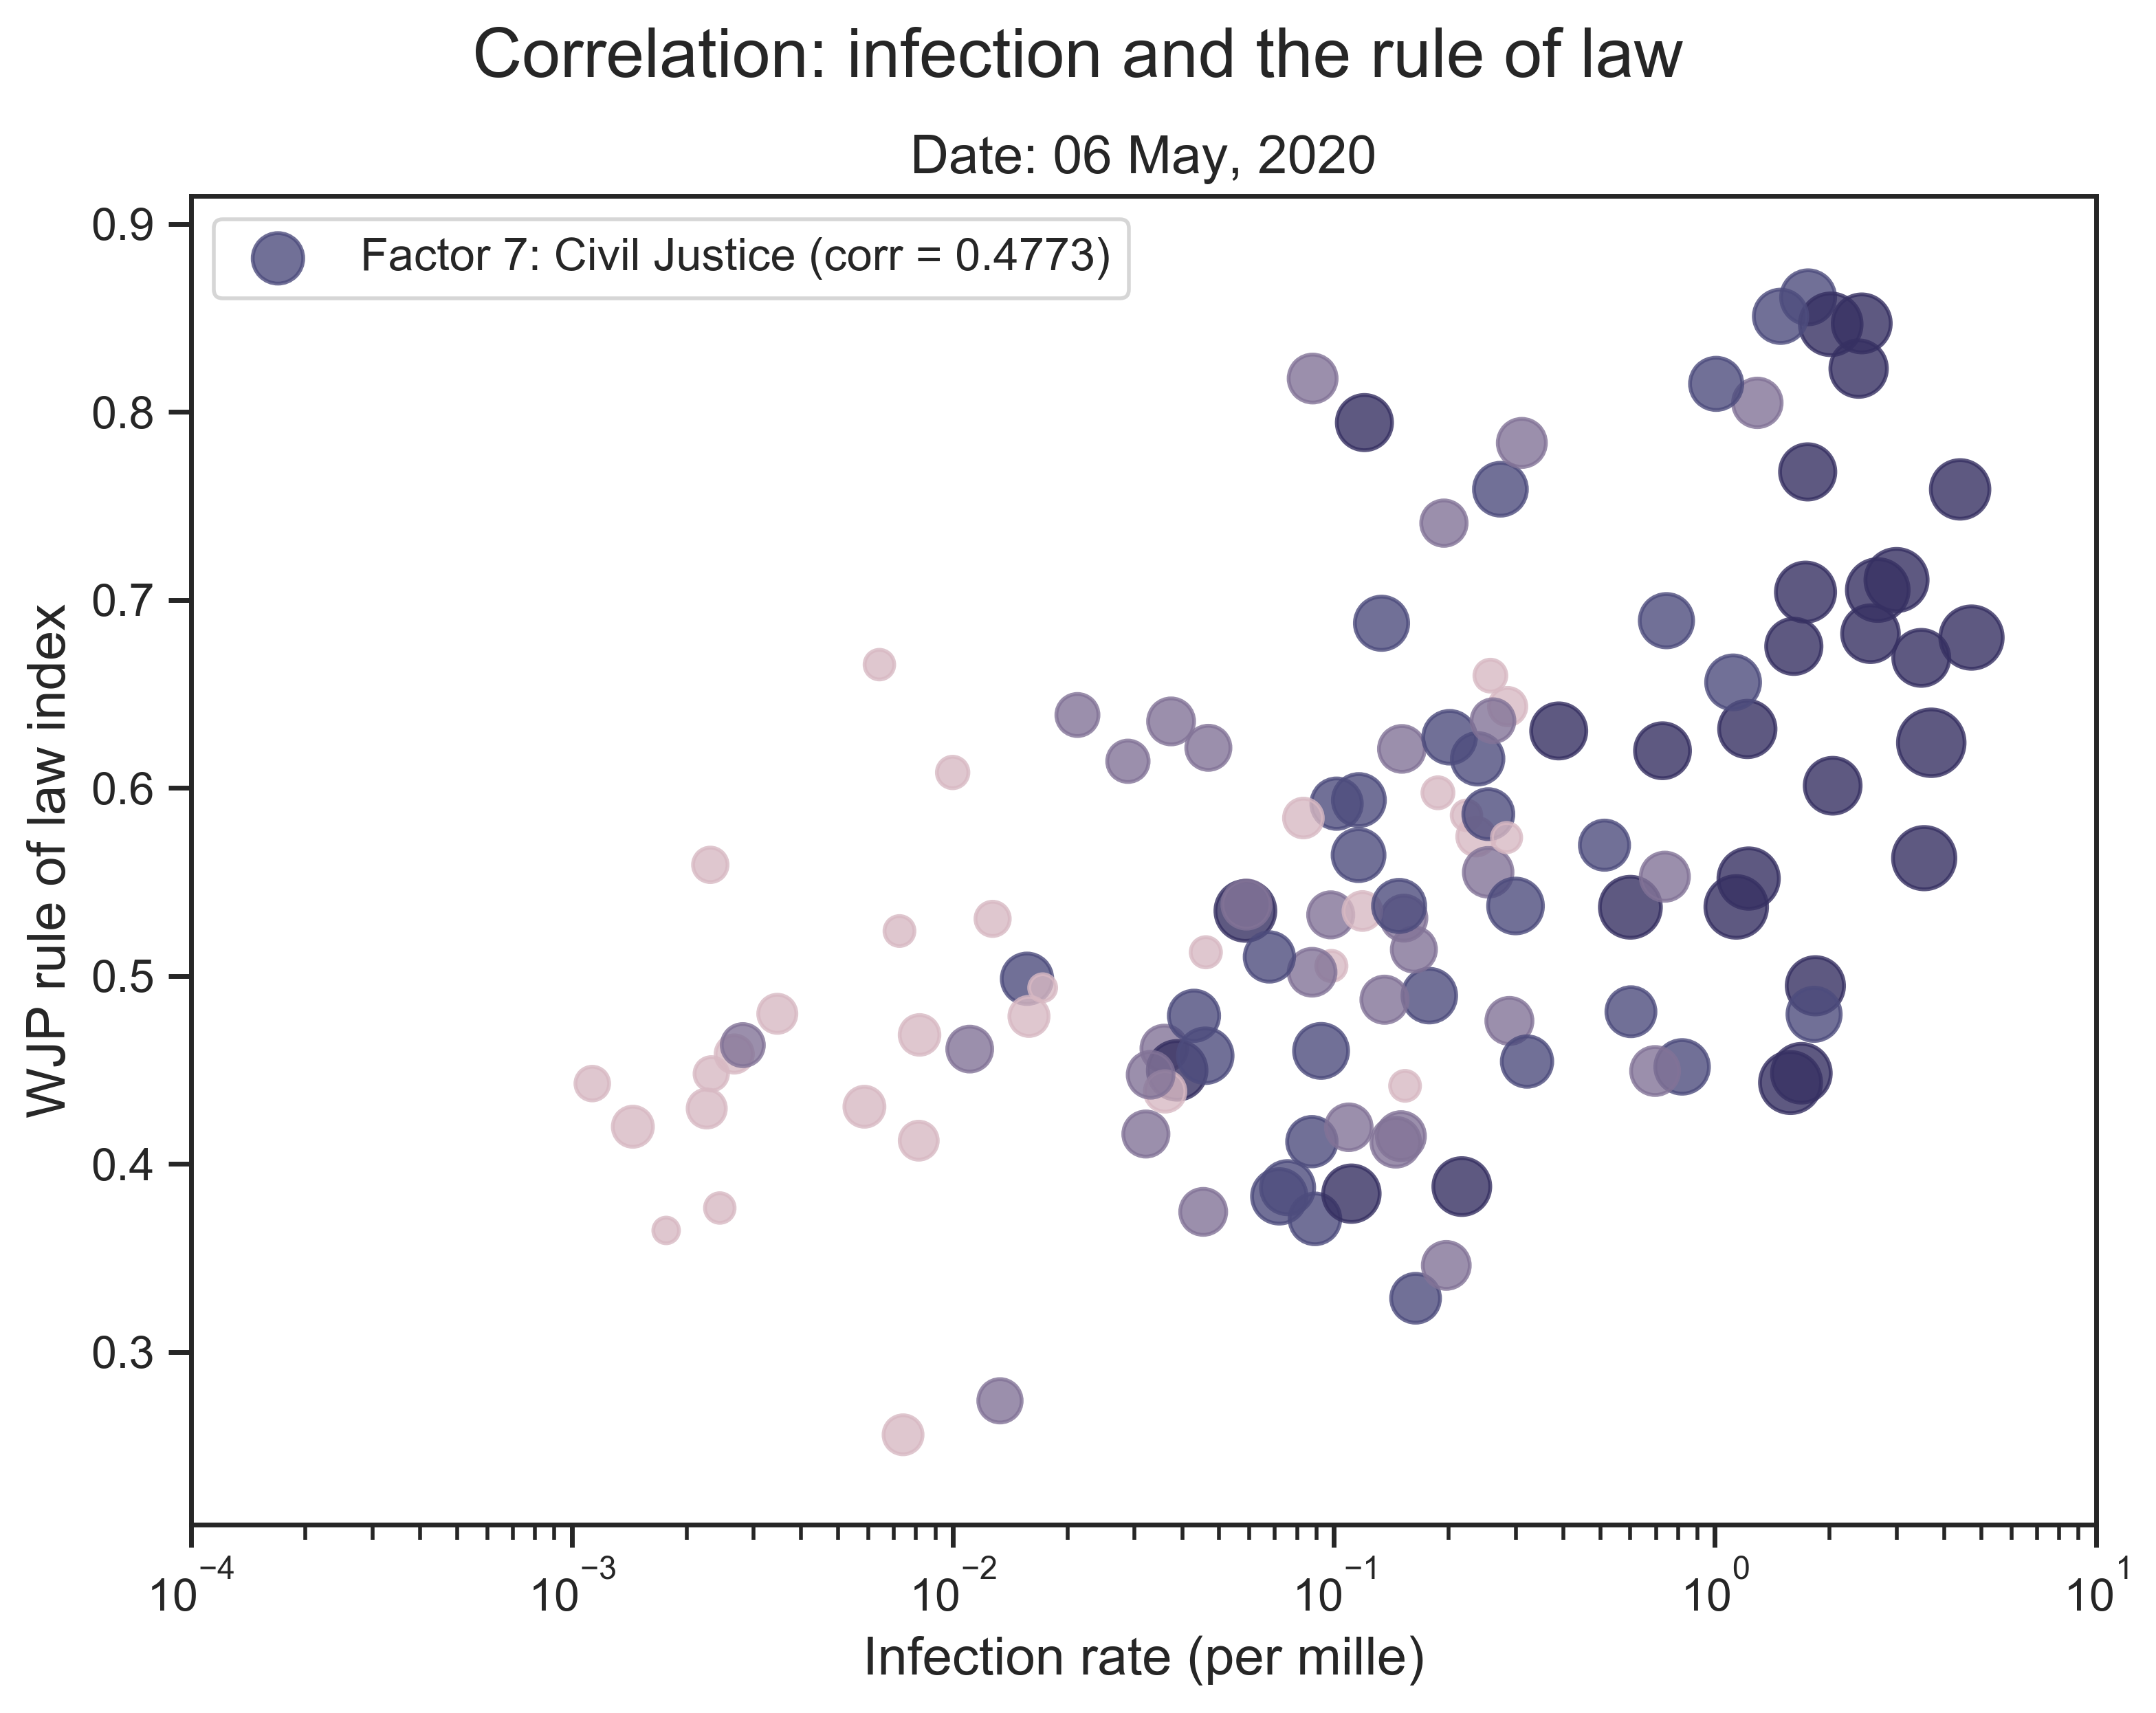 Correlation: infection and the rule of law
Date: 06 May, 2020
Factor 7: Civil Justice (corr = 0.4773)
WJP rule of law index
0.9
0.8
0.7
0.6
0.5
0.4
0.3
10⁻⁴ 10⁻³ 10⁻² 10⁻¹ 10⁰ 10¹
Infection rate (per mille)